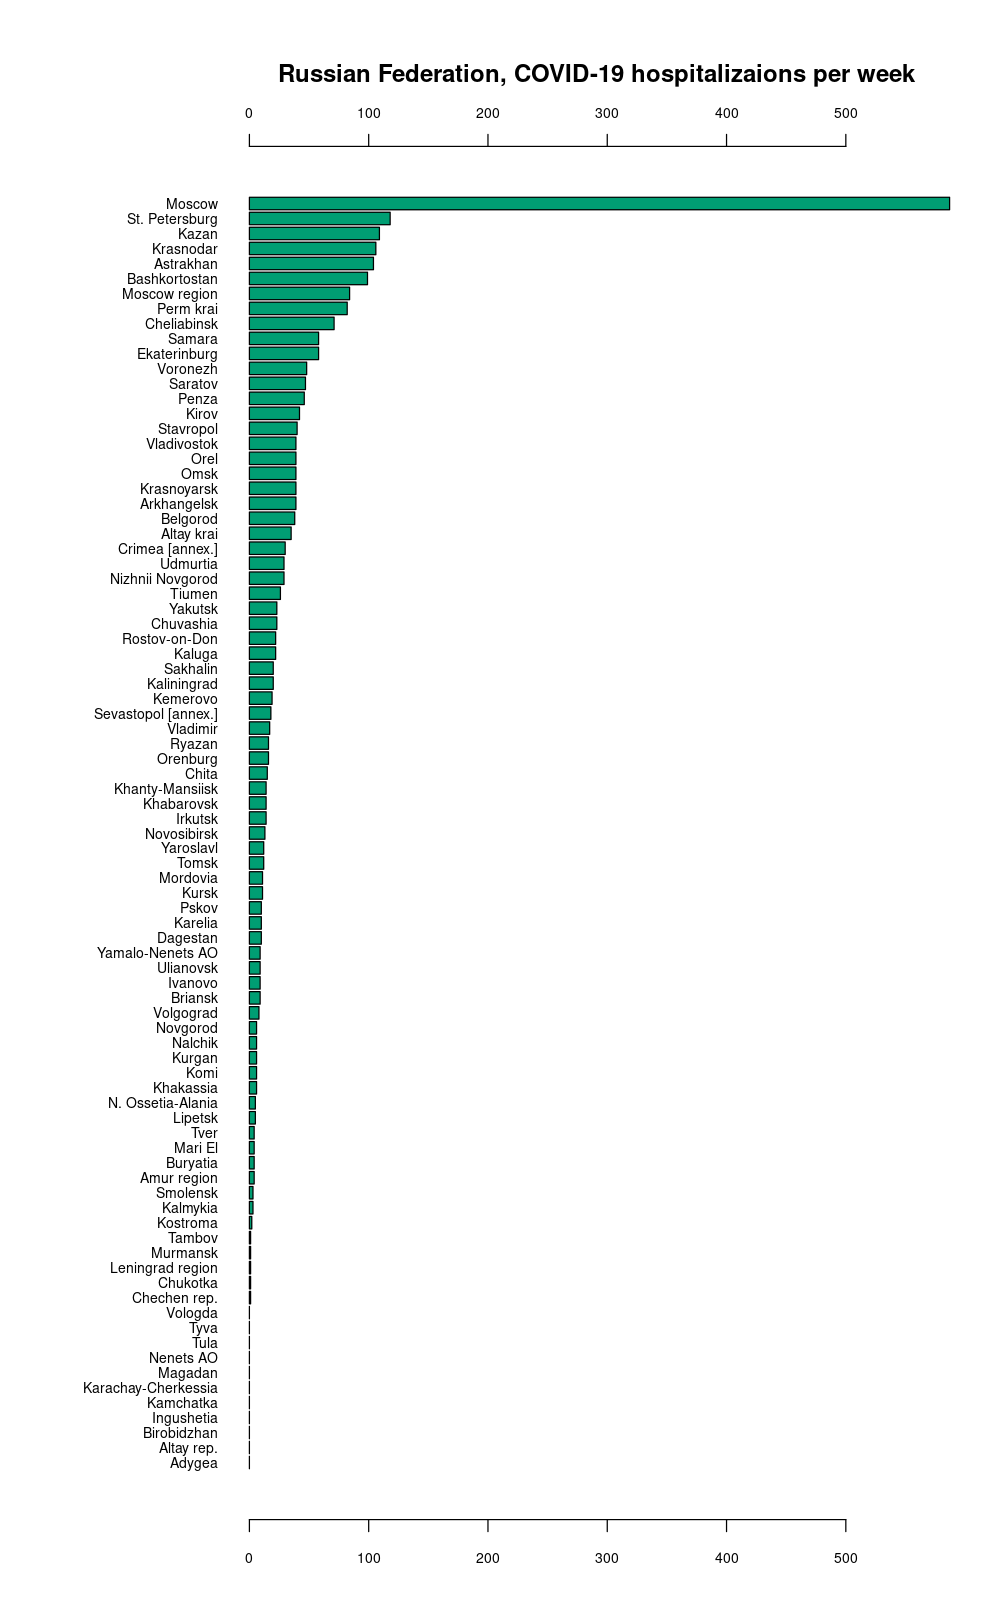 Russian Federation, COVID-19 hospitalizaions per week
0 100 200 300 400 500
Moscow
St. Petersburg
Kazan
Krasnodar
Astrakhan
Bashkortostan
Moscow region
Perm krai
Cheliabinsk
Samara
Ekaterinburg
Voronezh
Saratov
Penza
Kirov
Stavropol
Vladivostok
Orel
Omsk
Krasnoyarsk
Arkhangelsk
Belgorod
Altay krai
Crimea [annex.]
Udmurtia
Nizhnii Novgorod
Tiumen
Yakutsk
Chuvashia
Rostov-on-Don
Kaluga
Sakhalin
Kaliningrad
Kemerovo
Sevastopol [annex.]
Vladimir
Ryazan
Orenburg
Chita
Khanty-Mansiisk
Khabarovsk
Irkutsk
Novosibirsk
Yaroslavl
Tomsk
Mordovia
Kursk
Pskov
Karelia
Dagestan
Yamalo-Nenets AO
Ulianovsk
Ivanovo
Briansk
Volgograd
Novgorod
Nalchik
Kurgan
Komi
Khakassia
N. Ossetia-Alania
Lipetsk
Tver
Mari El
Buryatia
Amur region
Smolensk
Kalmykia
Kostroma
Tambov
Murmansk
Leningrad region
Chukotka
Chechen rep.
Vologda
Tyva
Tula
Nenets AO
Magadan
Karachay-Cherkessia
Kamchatka
Ingushetia
Birobidzhan
Altay rep.
Adygea
0 100 200 300 400 500